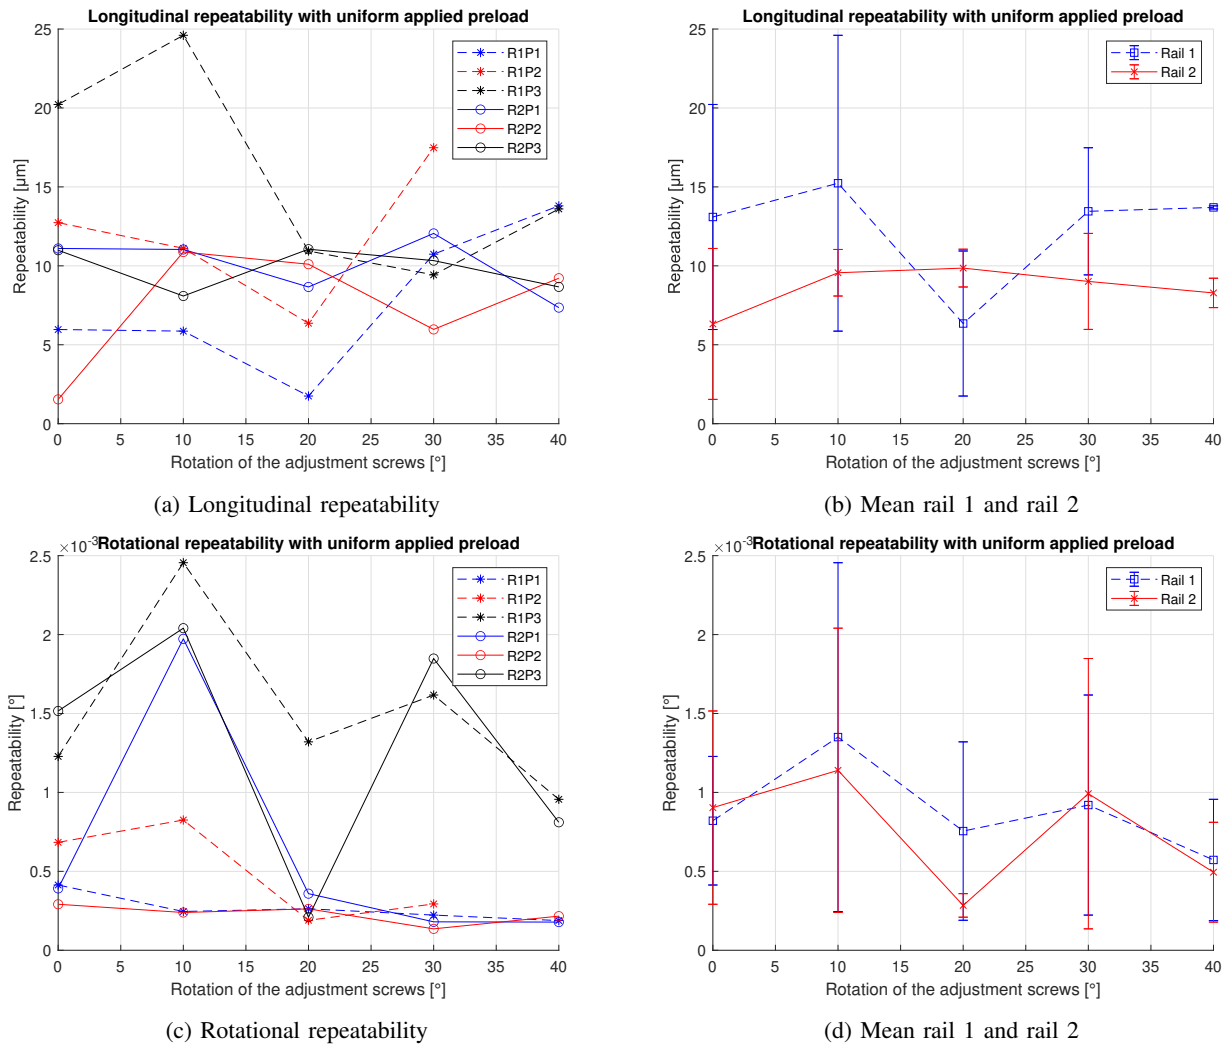 Longitudinal repeatability with uniform applied preload
25
20
15
10
5
0
Repeatability [µm]
R1P1
R1P2
R1P3
R2P1
R2P2
R2P3
0 5 10 15 20 25 30 35 40
Rotation of the adjustment screws [°]
(a) Longitudinal repeatability
Longitudinal repeatability with uniform applied preload
25
20
15
10
5
0
Repeatability [µm]
Rail 1
Rail 2
0 5 10 15 20 25 30 35 40
Rotation of the adjustment screws [°]
(b) Mean rail 1 and rail 2
×10⁻³
Rotational repeatability with uniform applied preload
2.5
2
1.5
1
0.5
0
Repeatability [°]
R1P1
R1P2
R1P3
R2P1
R2P2
R2P3
0 5 10 15 20 25 30 35 40
Rotation of the adjustment screws [°]
(c) Rotational repeatability
×10⁻³
Rotational repeatability with uniform applied preload
2.5
2
1.5
1
0.5
0
Repeatability [°]
Rail 1
Rail 2
0 5 10 15 20 25 30 35 40
Rotation of the adjustment screws [°]
(d) Mean rail 1 and rail 2